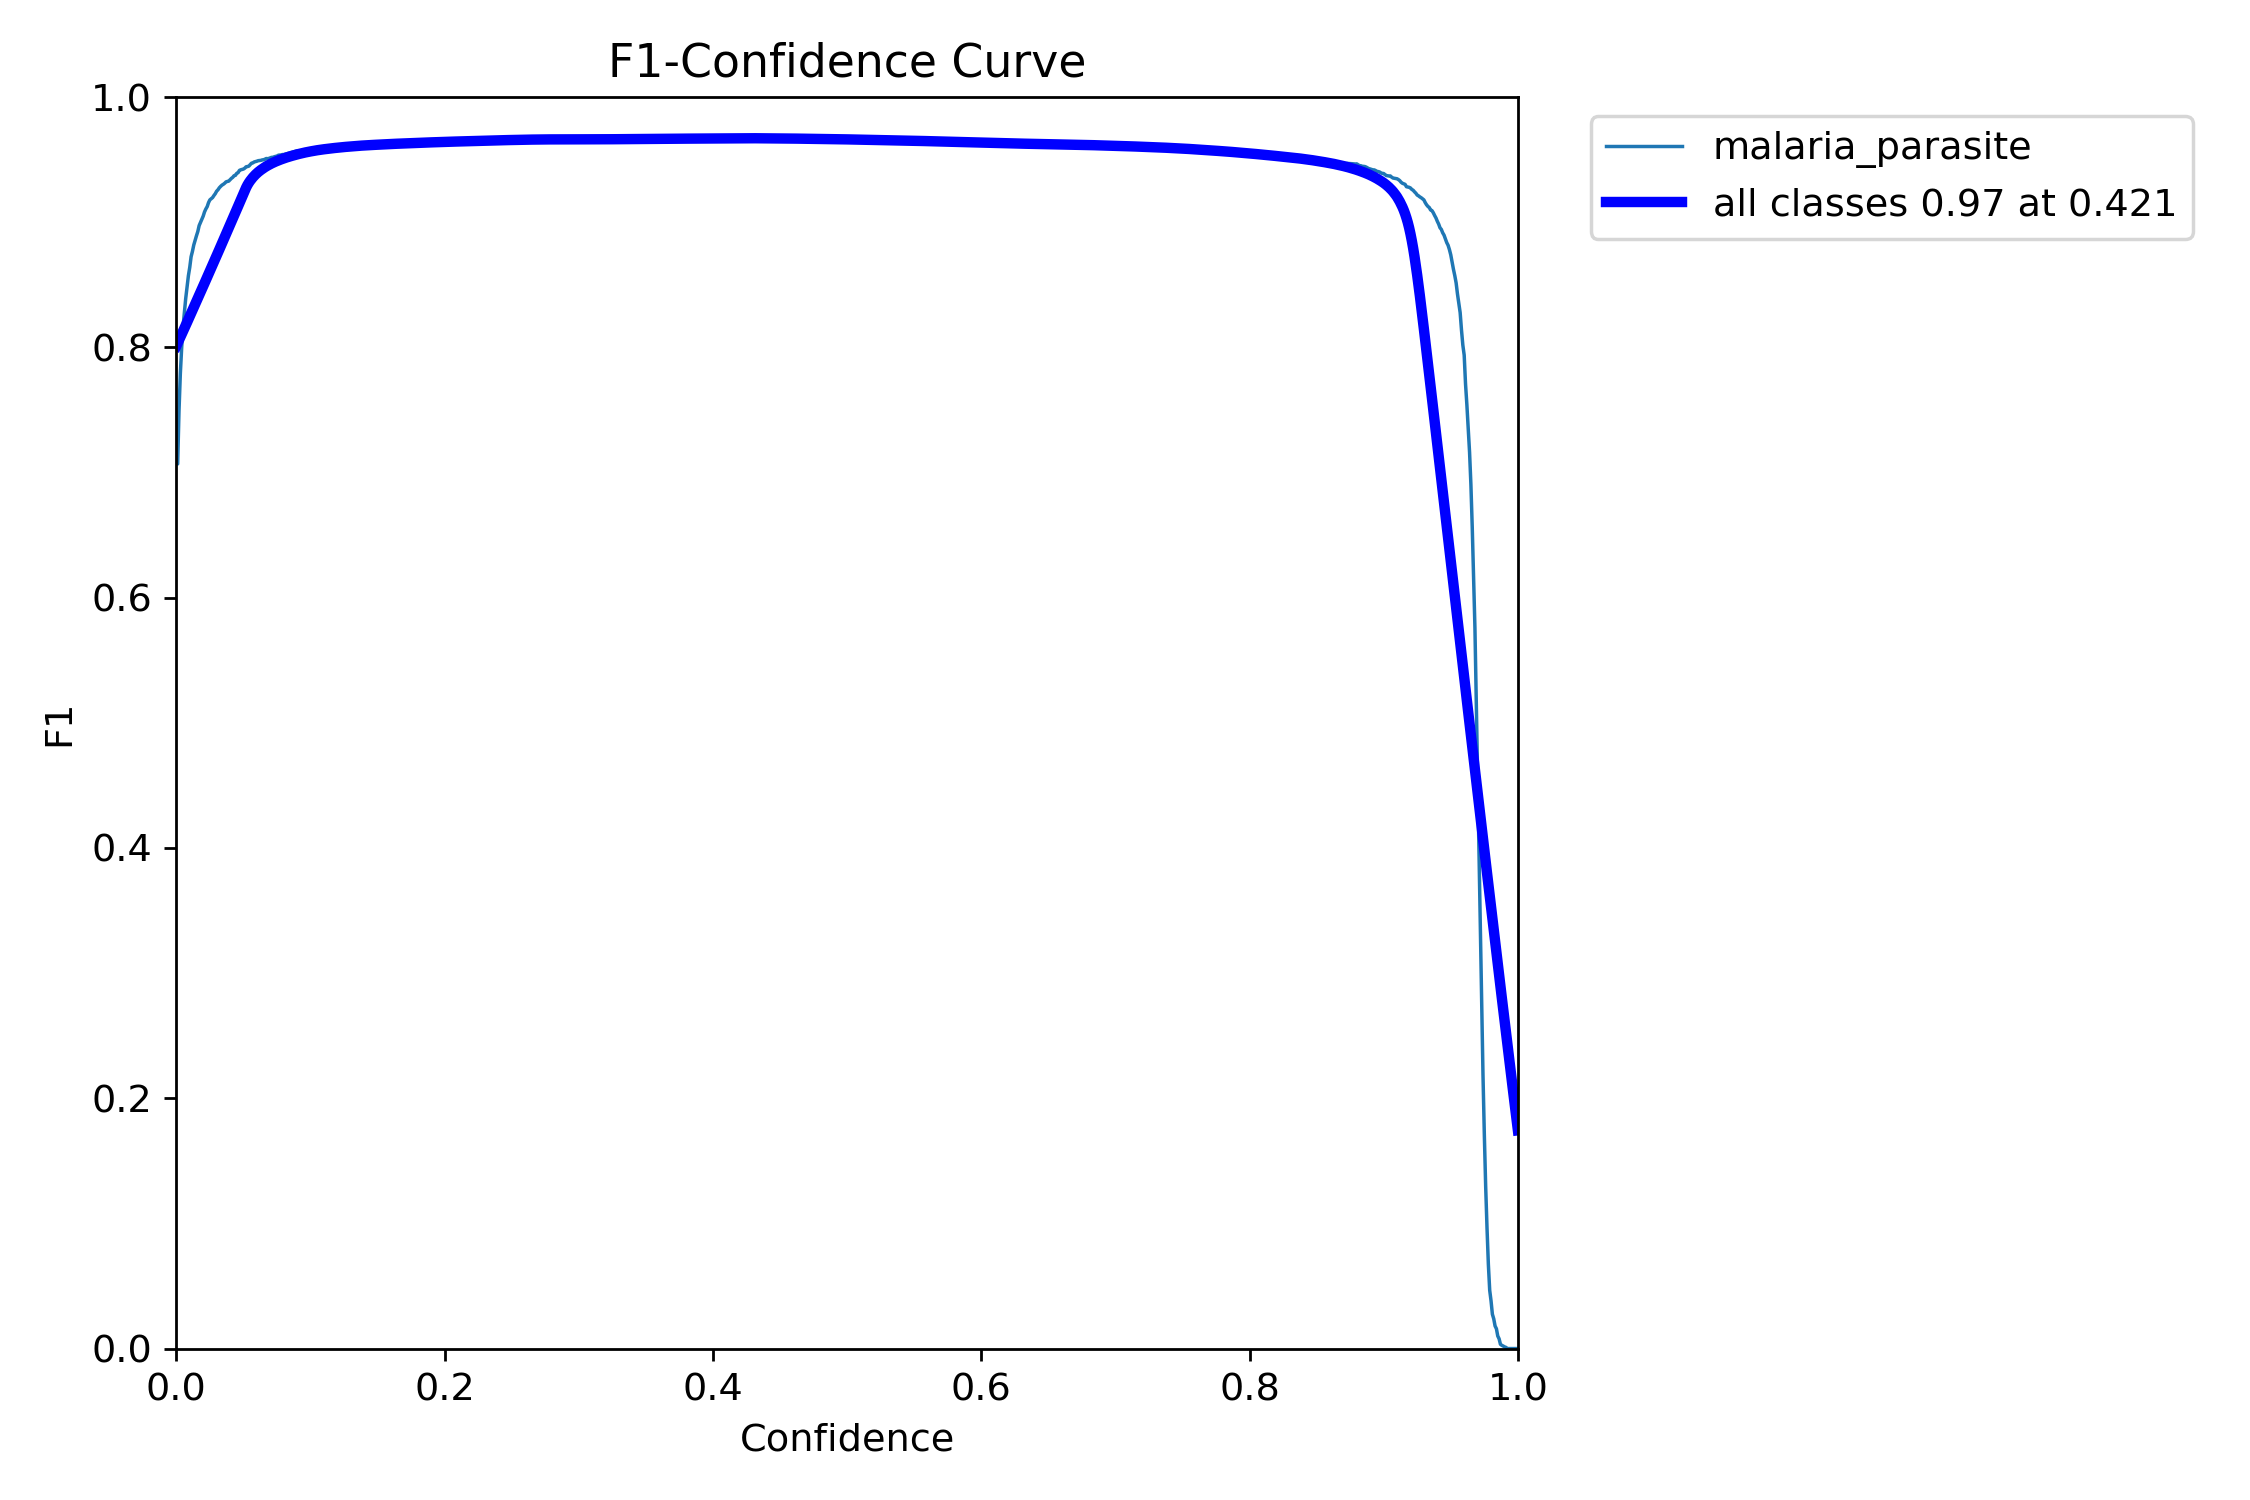 F1-Confidence Curve
malaria_parasite
all classes 0.97 at 0.421
F1
1.0
0.8
0.6
0.4
0.2
0.0
0.0 0.2 0.4 0.6 0.8 1.0
Confidence